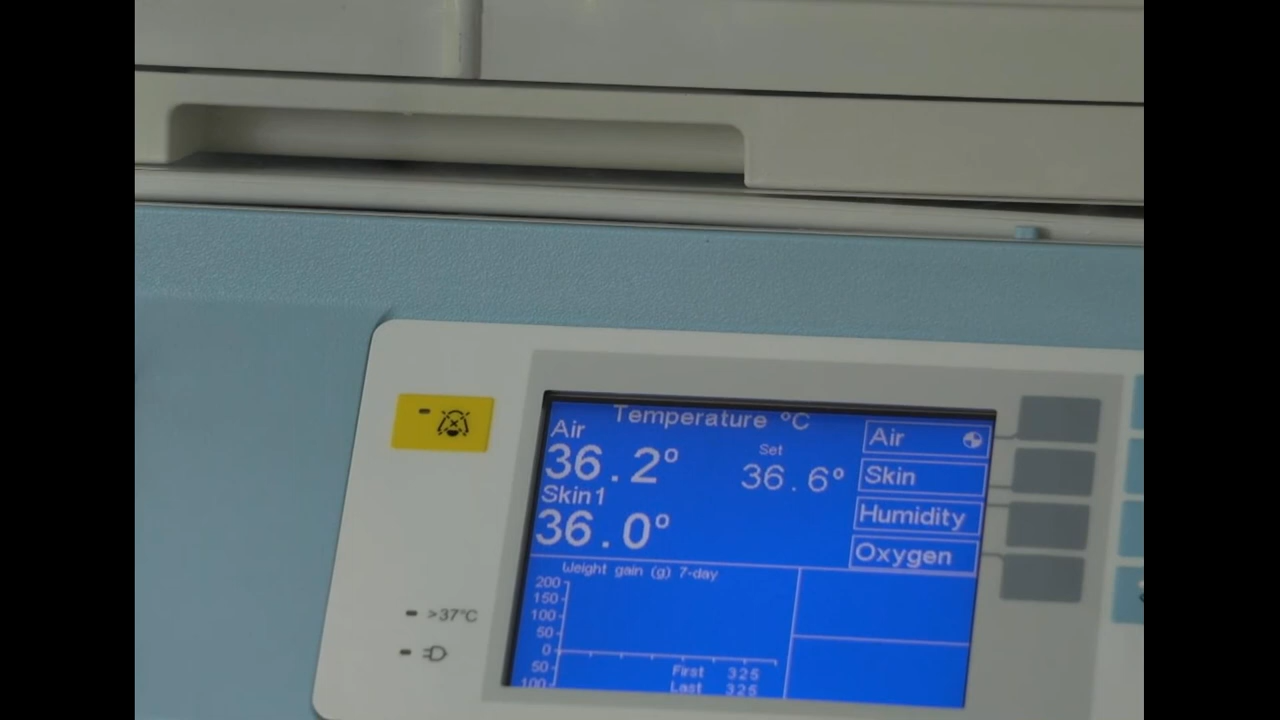 Temperature °C
Air
36.2°
Set
36.6°
Skin1
36.0°
Air
Skin
Humidity
Oxygen
Weight gain (g) 7-day
200
150
100
50
0
50
100
First 325
Last 325
>37°C